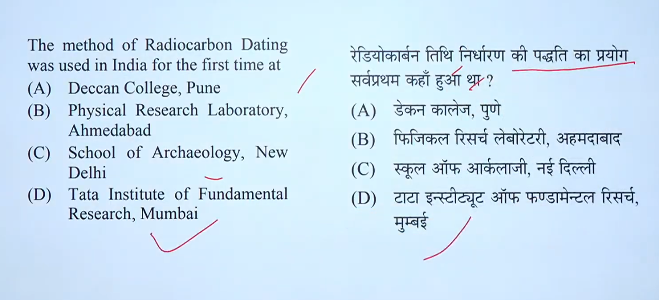 The method of Radiocarbon Dating
was used in India for the first time at
(A) Deccan College, Pune
(B) Physical Research Laboratory,
Ahmedabad
(C) School of Archaeology, New
Delhi
(D) Tata Institute of Fundamental
Research, Mumbai
रेडियोकार्बन तिथि निर्धारण की पद्धति का प्रयोग
सर्वप्रथम कहाँ हुआ था ?
(A) डेकन कालेज, पुणे
(B) फिजिकल रिसर्च लेबोरेटरी, अहमदाबाद
(C) स्कूल ऑफ आर्कलाजी, नई दिल्ली
(D) टाटा इन्स्टीट्यूट ऑफ फण्डामेन्टल रिसर्च,
मुम्बई